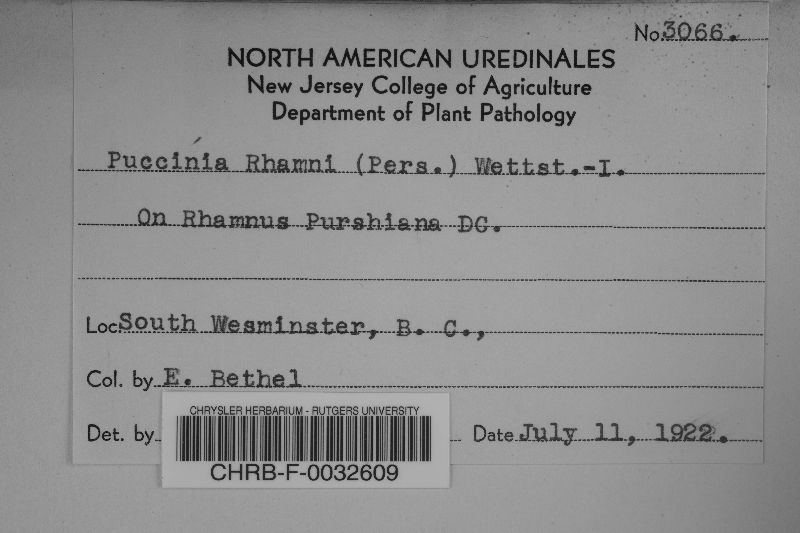 No. 3066.
NORTH AMERICAN UREDINALES
New Jersey College of Agriculture
Department of Plant Pathology
Puccinia Rhamni (Pers.) Wettst.-I.
On Rhamnus Purshiana DC.
Loc South Wesminster, B. C.,
Col. by E. Bethel
Det. by Date July 11, 1922.
CHRYSLER HERBARIUM - RUTGERS UNIVERSITY
CHRB-F-0032609